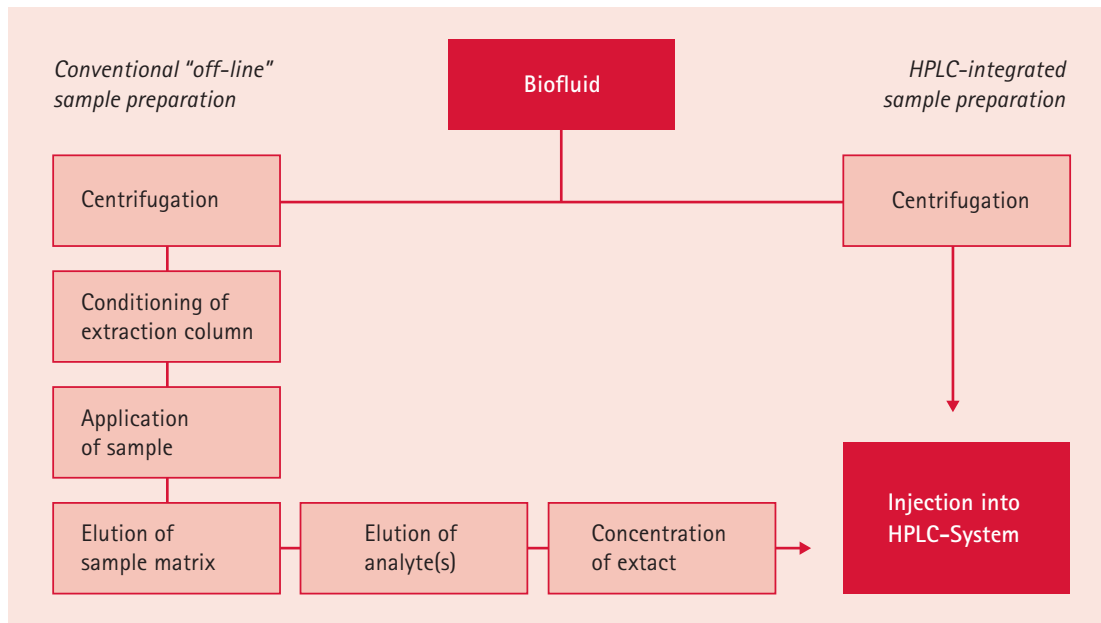 Conventional "off-line"
sample preparation
Biofluid
HPLC-integrated
sample preparation
Centrifugation
Centrifugation
Conditioning of
extraction column
Application
of sample
Elution of
sample matrix
Elution of
analyte(s)
Concentration
of extact
Injection into
HPLC-System